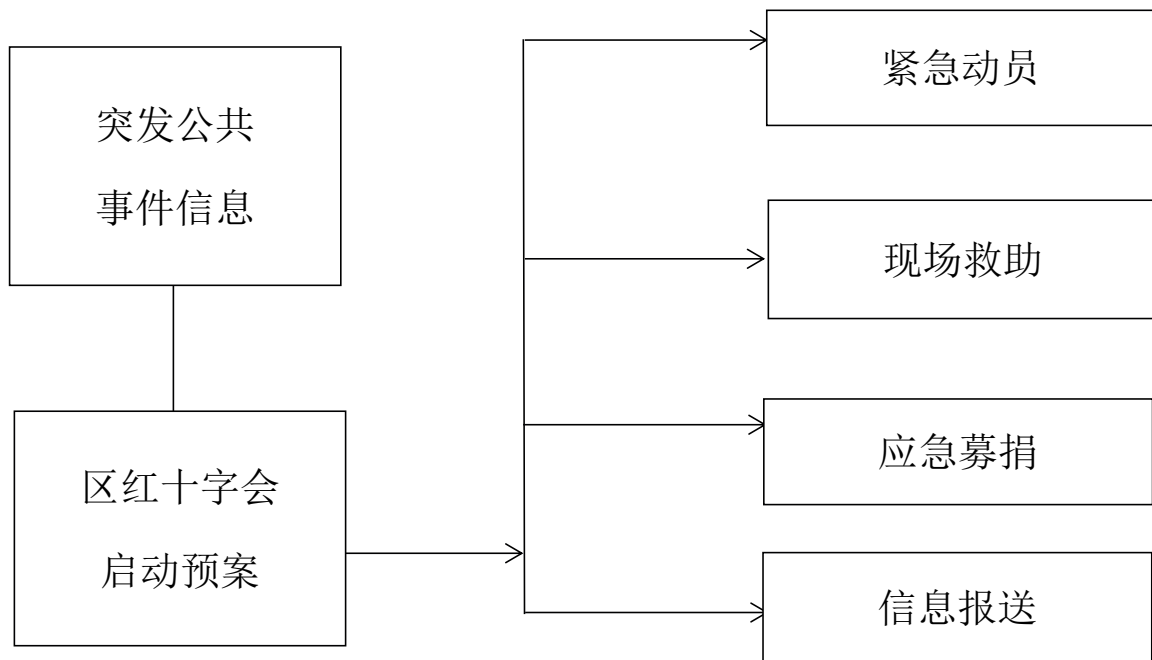 突发公共
事件信息
区红十字会
启动预案
紧急动员
现场救助
应急募捐
信息报送